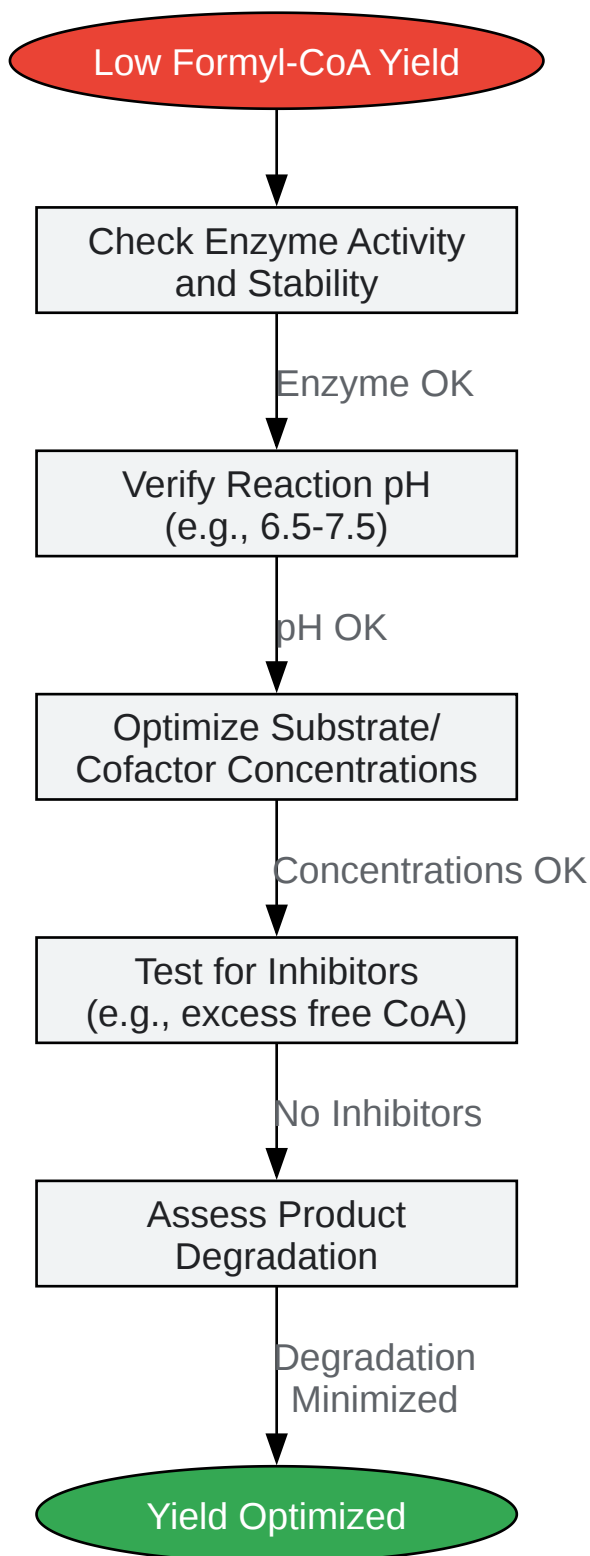 Low Formyl-CoA Yield
Check Enzyme Activity
and Stability
Enzyme OK
Verify Reaction pH
(e.g., 6.5-7.5)
pH OK
Optimize Substrate/
Cofactor Concentrations
Concentrations OK
Test for Inhibitors
(e.g., excess free CoA)
No Inhibitors
Assess Product
Degradation
Degradation
Minimized
Yield Optimized